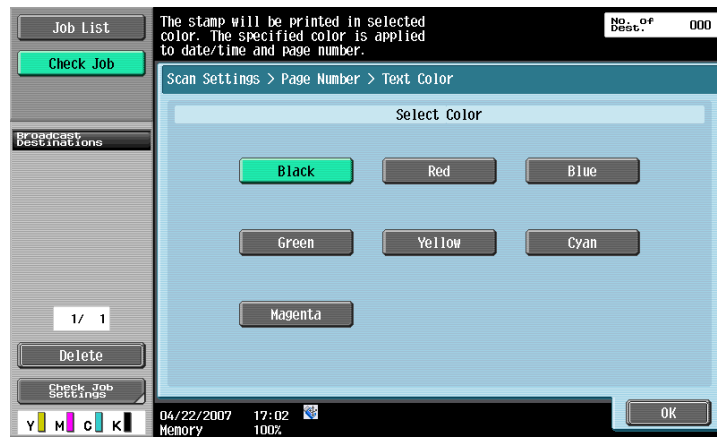 Job List
Check Job
Broadcast
Destinations
1/ 1
Delete
Check Job
Settings
Y M C K
The stamp will be printed in selected
color. The specified color is applied
to date/time and page number.
No. of
Dest. 000
Scan Settings > Page Number > Text Color
Select Color
Black Red Blue
Green Yellow Cyan
Magenta
04/22/2007 17:02
Memory 100%
OK